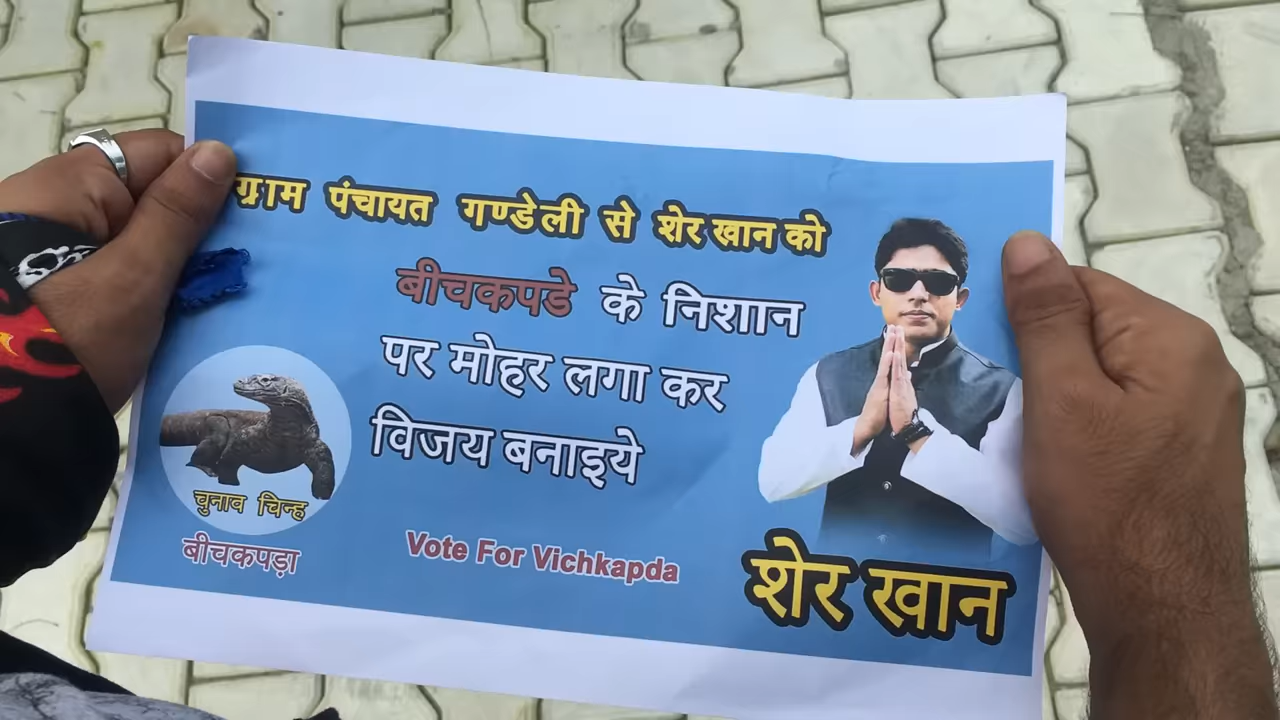 ग्राम पंचायत गण्डेली से शेर खान को
बीचकपडे के निशान
पर मोहर लगा कर
विजय बनाइये
चुनाव चिन्ह
बीचकपड़ा
Vote For Vichkapda
शेर खान